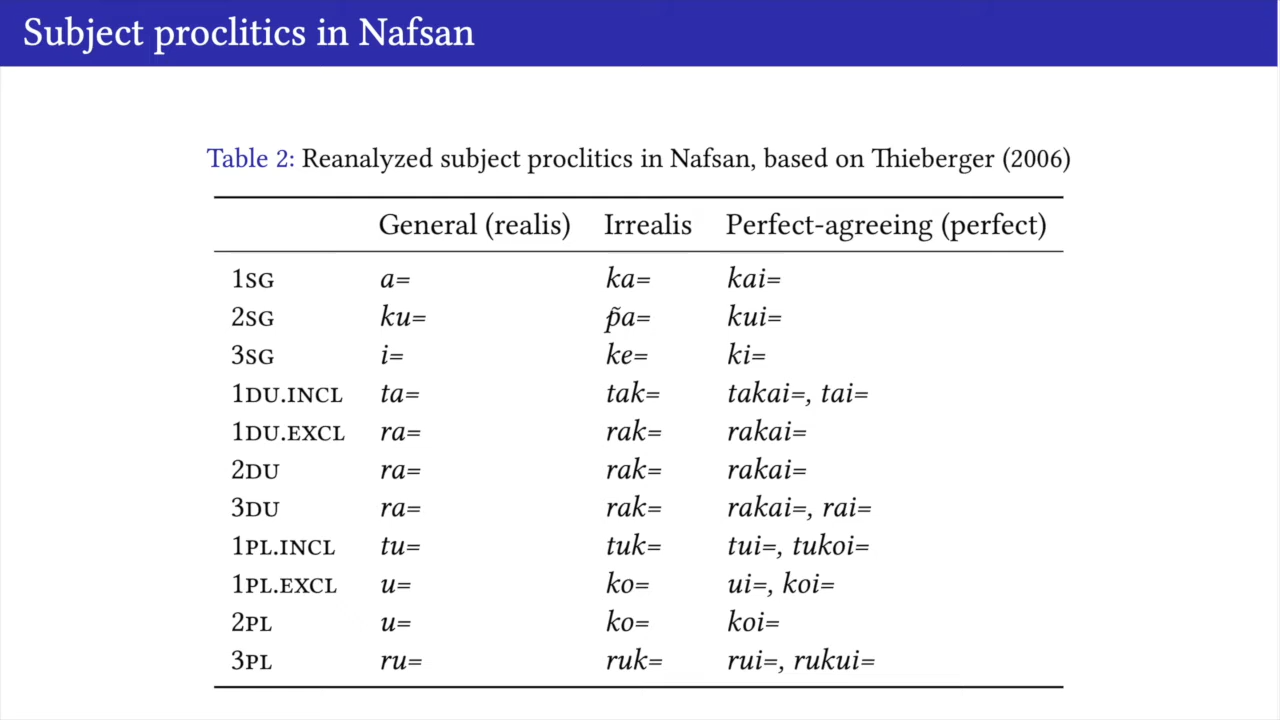 Subject proclitics in Nafsan
Table 2: Reanalyzed subject proclitics in Nafsan, based on Thieberger (2006)
General (realis) Irrealis Perfect-agreeing (perfect)
1SG a= ka= kai=
2SG ku= p̃a= kui=
3SG i= ke= ki=
1DU.INCL ta= tak= takai=, tai=
1DU.EXCL ra= rak= rakai=
2DU ra= rak= rakai=
3DU ra= rak= rakai=, rai=
1PL.INCL tu= tuk= tui=, tukoi=
1PL.EXCL u= ko= ui=, koi=
2PL u= ko= koi=
3PL ru= ruk= rui=, rukui=